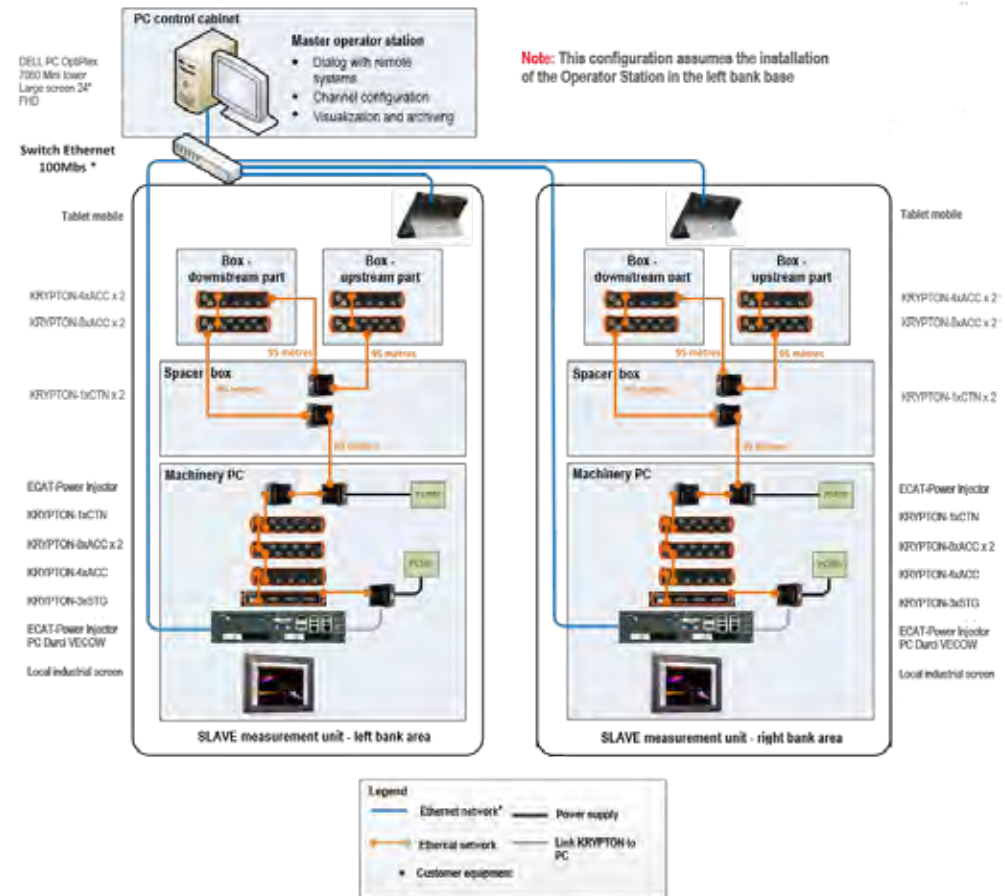 PC control cabinet
DELL PC OptiPlex
7060 Mini tower
Large screen 24"
FHD
Master operator station
• Dialog with remote
systems
• Channel configuration
• Visualization and archiving
Note: This configuration assumes the installation
of the Operator Station in the left bank base
Switch Ethernet
100Mbs *
Tablet mobile
Box -
downstream part
Box -
upstream part
KRYPTON-4xACC x 2
KRYPTON-8xACC x 2
95 mètres
95 mètres
Spacer box
KRYPTON-1xCTN x 2
Machinery PC
ECAT-Power Injector
KRYPTON-1xCTN
KRYPTON-8xACC x 2
KRYPTON-4xACC
KRYPTON-3xSTG
ECAT-Power Injector
PC Durci VECOW
Local industrial screen
SLAVE measurement unit - left bank area
Tablet mobile
Box -
downstream part
Box -
upstream part
KRYPTON-4xACC x 2
KRYPTON-8xACC x 2
95 mètres
95 mètres
Spacer box
KRYPTON-1xCTN x 2
Machinery PC
ECAT-Power Injector
KRYPTON-1xCTN
KRYPTON-8xACC x 2
KRYPTON-4xACC
KRYPTON-3xSTG
ECAT-Power Injector
PC Durci VECOW
Local industrial screen
SLAVE measurement unit - right bank area
Legend
Ethernet network*
Power supply
Ethercat network
Link KRYPTON to
PC
* Customer equipment